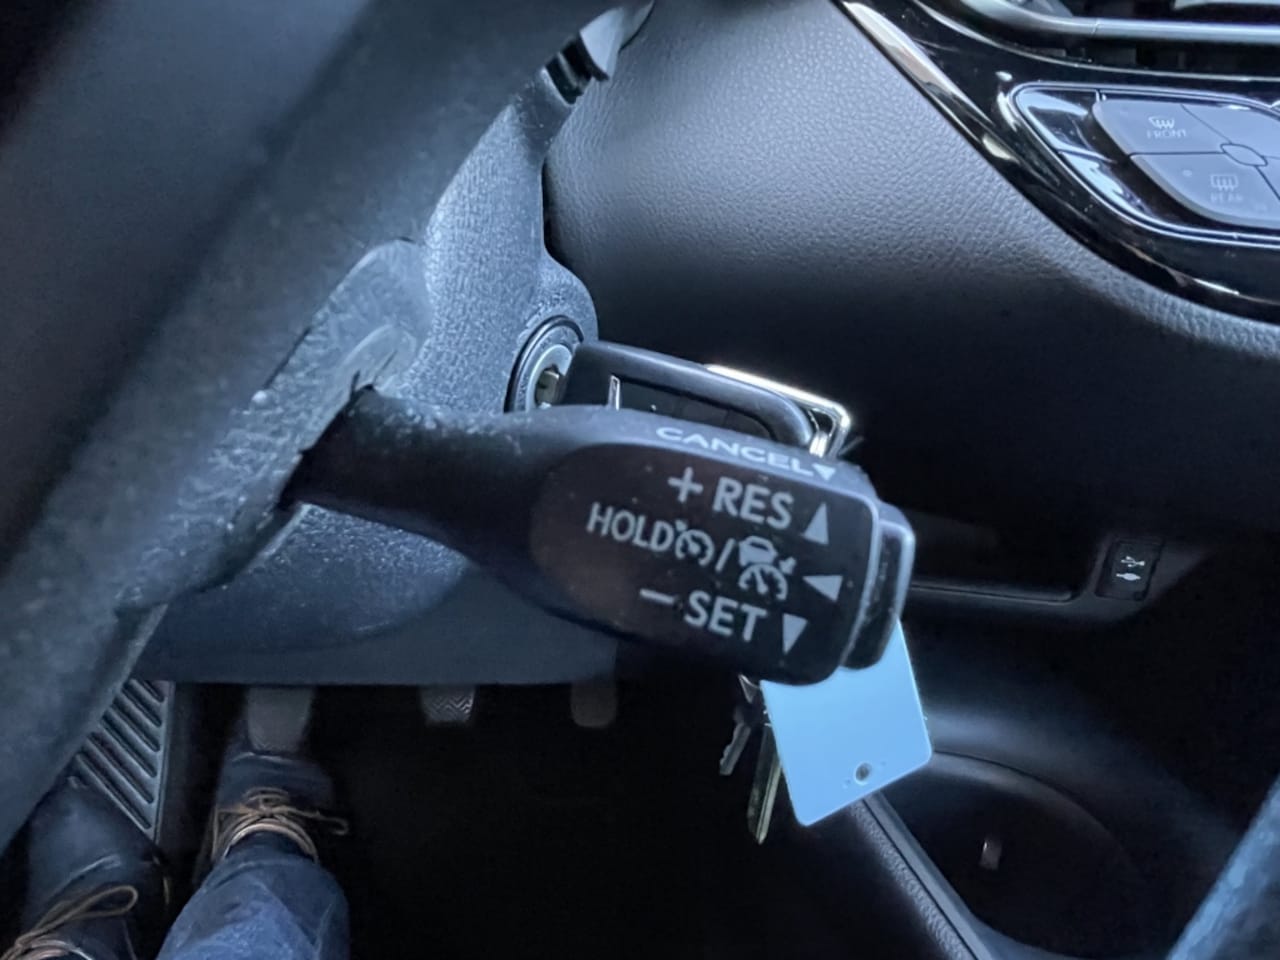 FRONT
REAR
CANCEL
+ RES
HOLD /
− SET